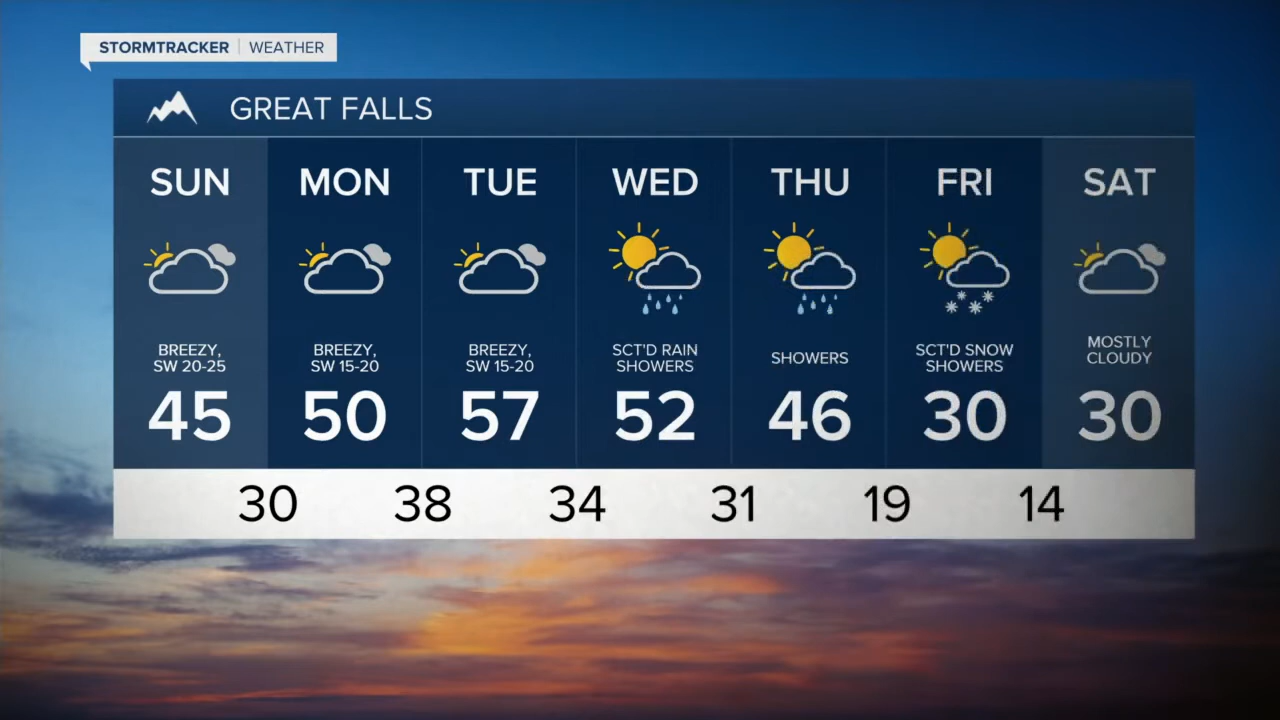 STORMTRACKER | WEATHER
GREAT FALLS
SUN MON TUE WED THU FRI SAT
BREEZY,
SW 20-25
BREEZY,
SW 15-20
BREEZY,
SW 15-20
SCT'D RAIN
SHOWERS
SHOWERS
SCT'D SNOW
SHOWERS
MOSTLY
CLOUDY
45 50 57 52 46 30 30
30 38 34 31 19 14